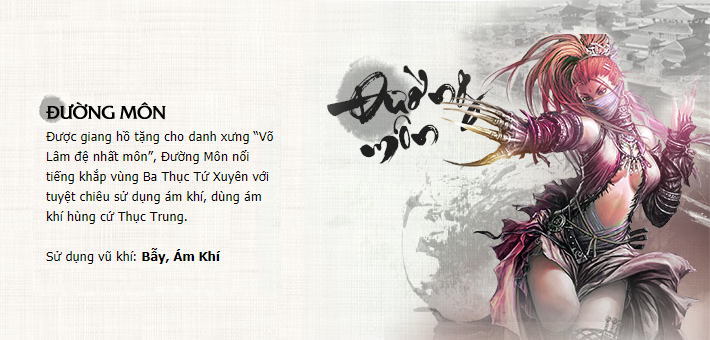 ĐƯỜNG MÔN
Được giang hồ tặng cho danh xưng “Võ
Lâm đệ nhất môn”, Đường Môn nổi
tiếng khắp vùng Ba Thục Tứ Xuyên với
tuyệt chiêu sử dụng ám khí, dùng ám
khí hùng cứ Thục Trung.
Sử dụng vũ khí: Bẫy, Ám Khí
Đường
môn